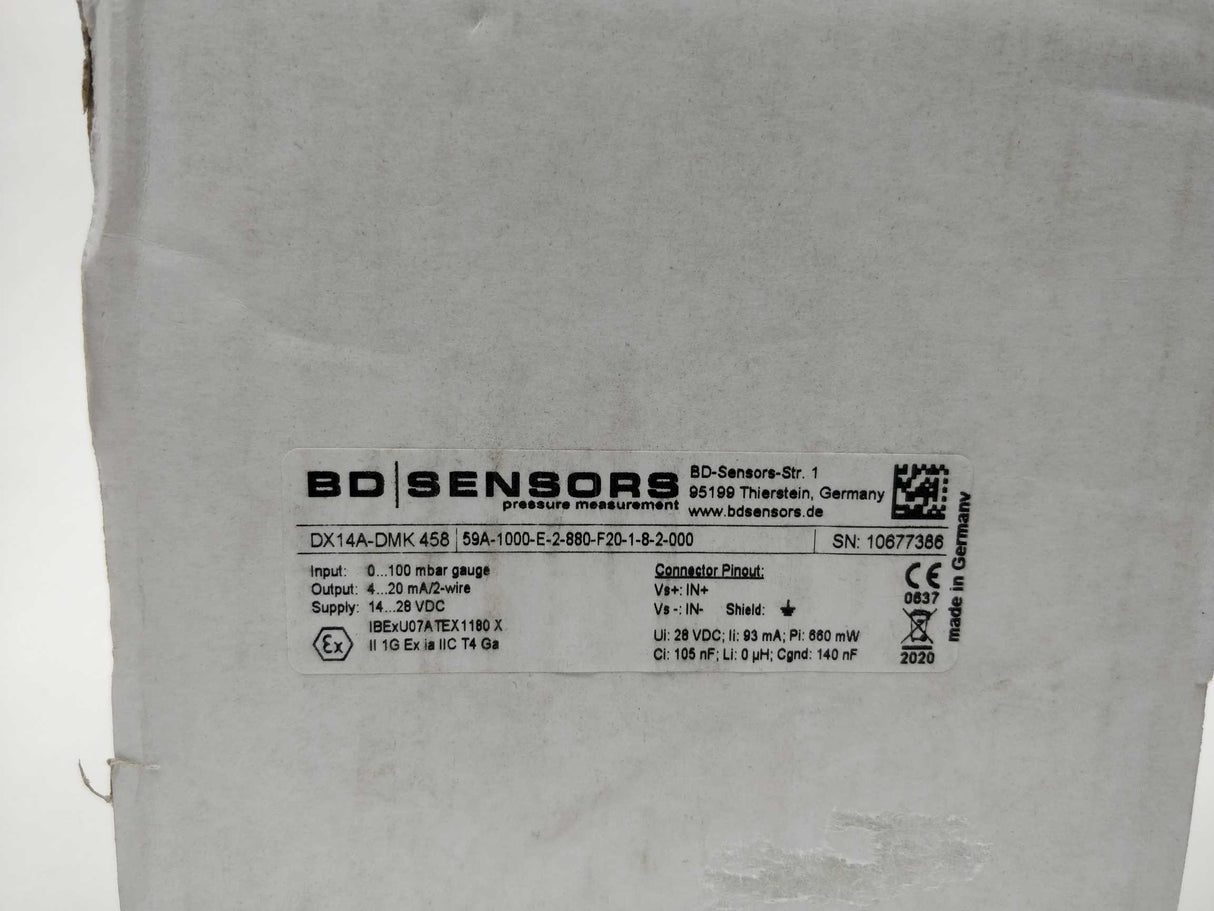 BD SENSORS
pressure measurement
BD-Sensors-Str. 1
95199 Thierstein, Germany
www.bdsensors.de
DX14A-DMK 458 59A-1000-E-2-880-F20-1-8-2-000 SN: 10677386
Input: 0...100 mbar gauge
Output: 4...20 mA/2-wire
Supply: 14...28 VDC
IBExU07ATEX1180 X
Ex II 1G Ex ia IIC T4 Ga
Connector Pinout:
Vs+: IN+
Vs -: IN- Shield:
Ui: 28 VDC; Ii: 93 mA; Pi: 660 mW
Ci: 105 nF; Li: 0 µH; Cgnd: 140 nF
CE
0637
2020
made in Germany